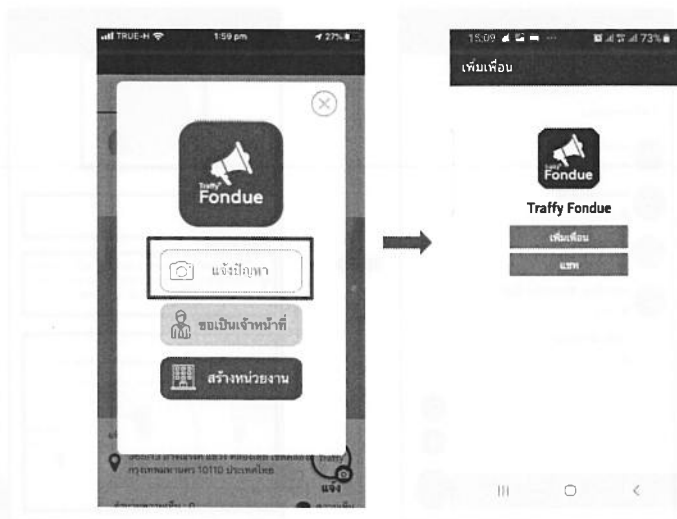 TRUE-H 1:59 pm 27%
Traffy
Fondue
แจ้งปัญหา
ขอเป็นเจ้าหน้าที่
สร้างหน่วยงาน
กรุงเทพมหานคร 10110 ประเทศไทย
Traffy
แจ้ง
15:09 73%
เพิ่มเพื่อน
Traffy
Fondue
Traffy Fondue
เพิ่มเพื่อน
แชท